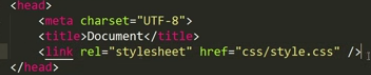 <head>
<meta charset="UTF-8">
<title>Document</title>
<link rel="stylesheet" href="css/style.css" />
</head>